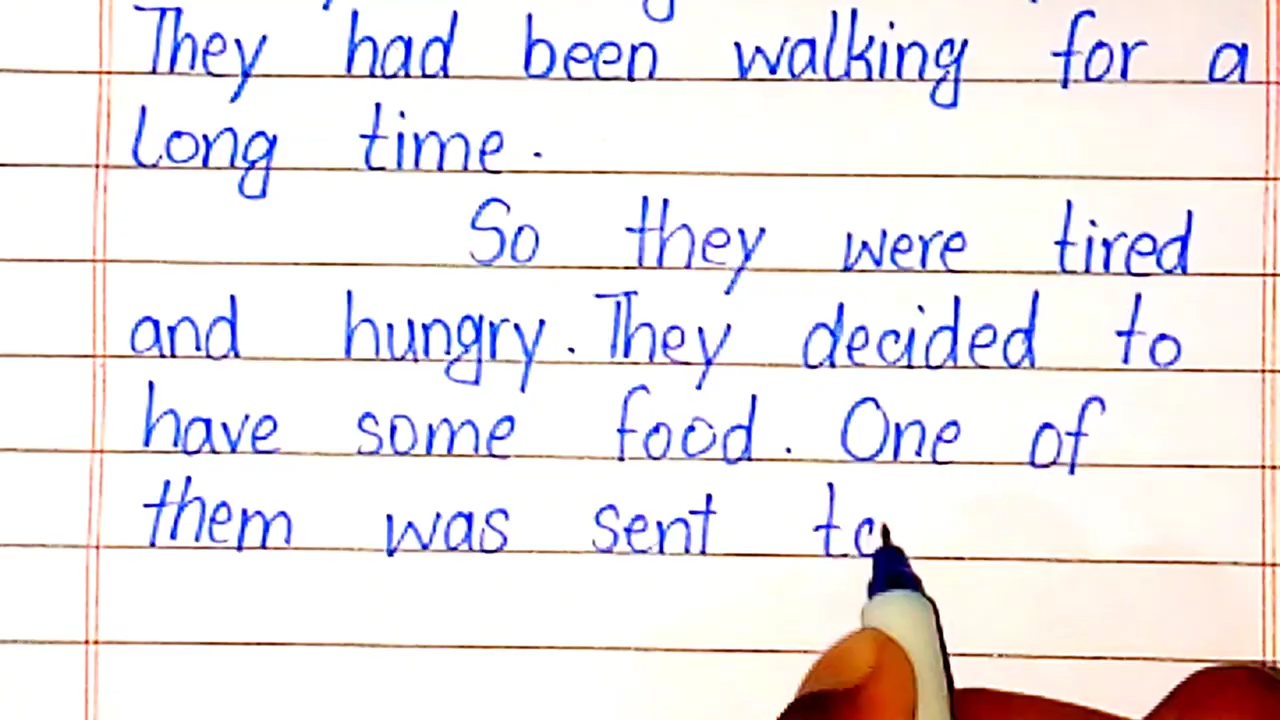 They had been walking for a
long time.
So they were tired
and hungry. They decided to
have some food. One of
them was sent